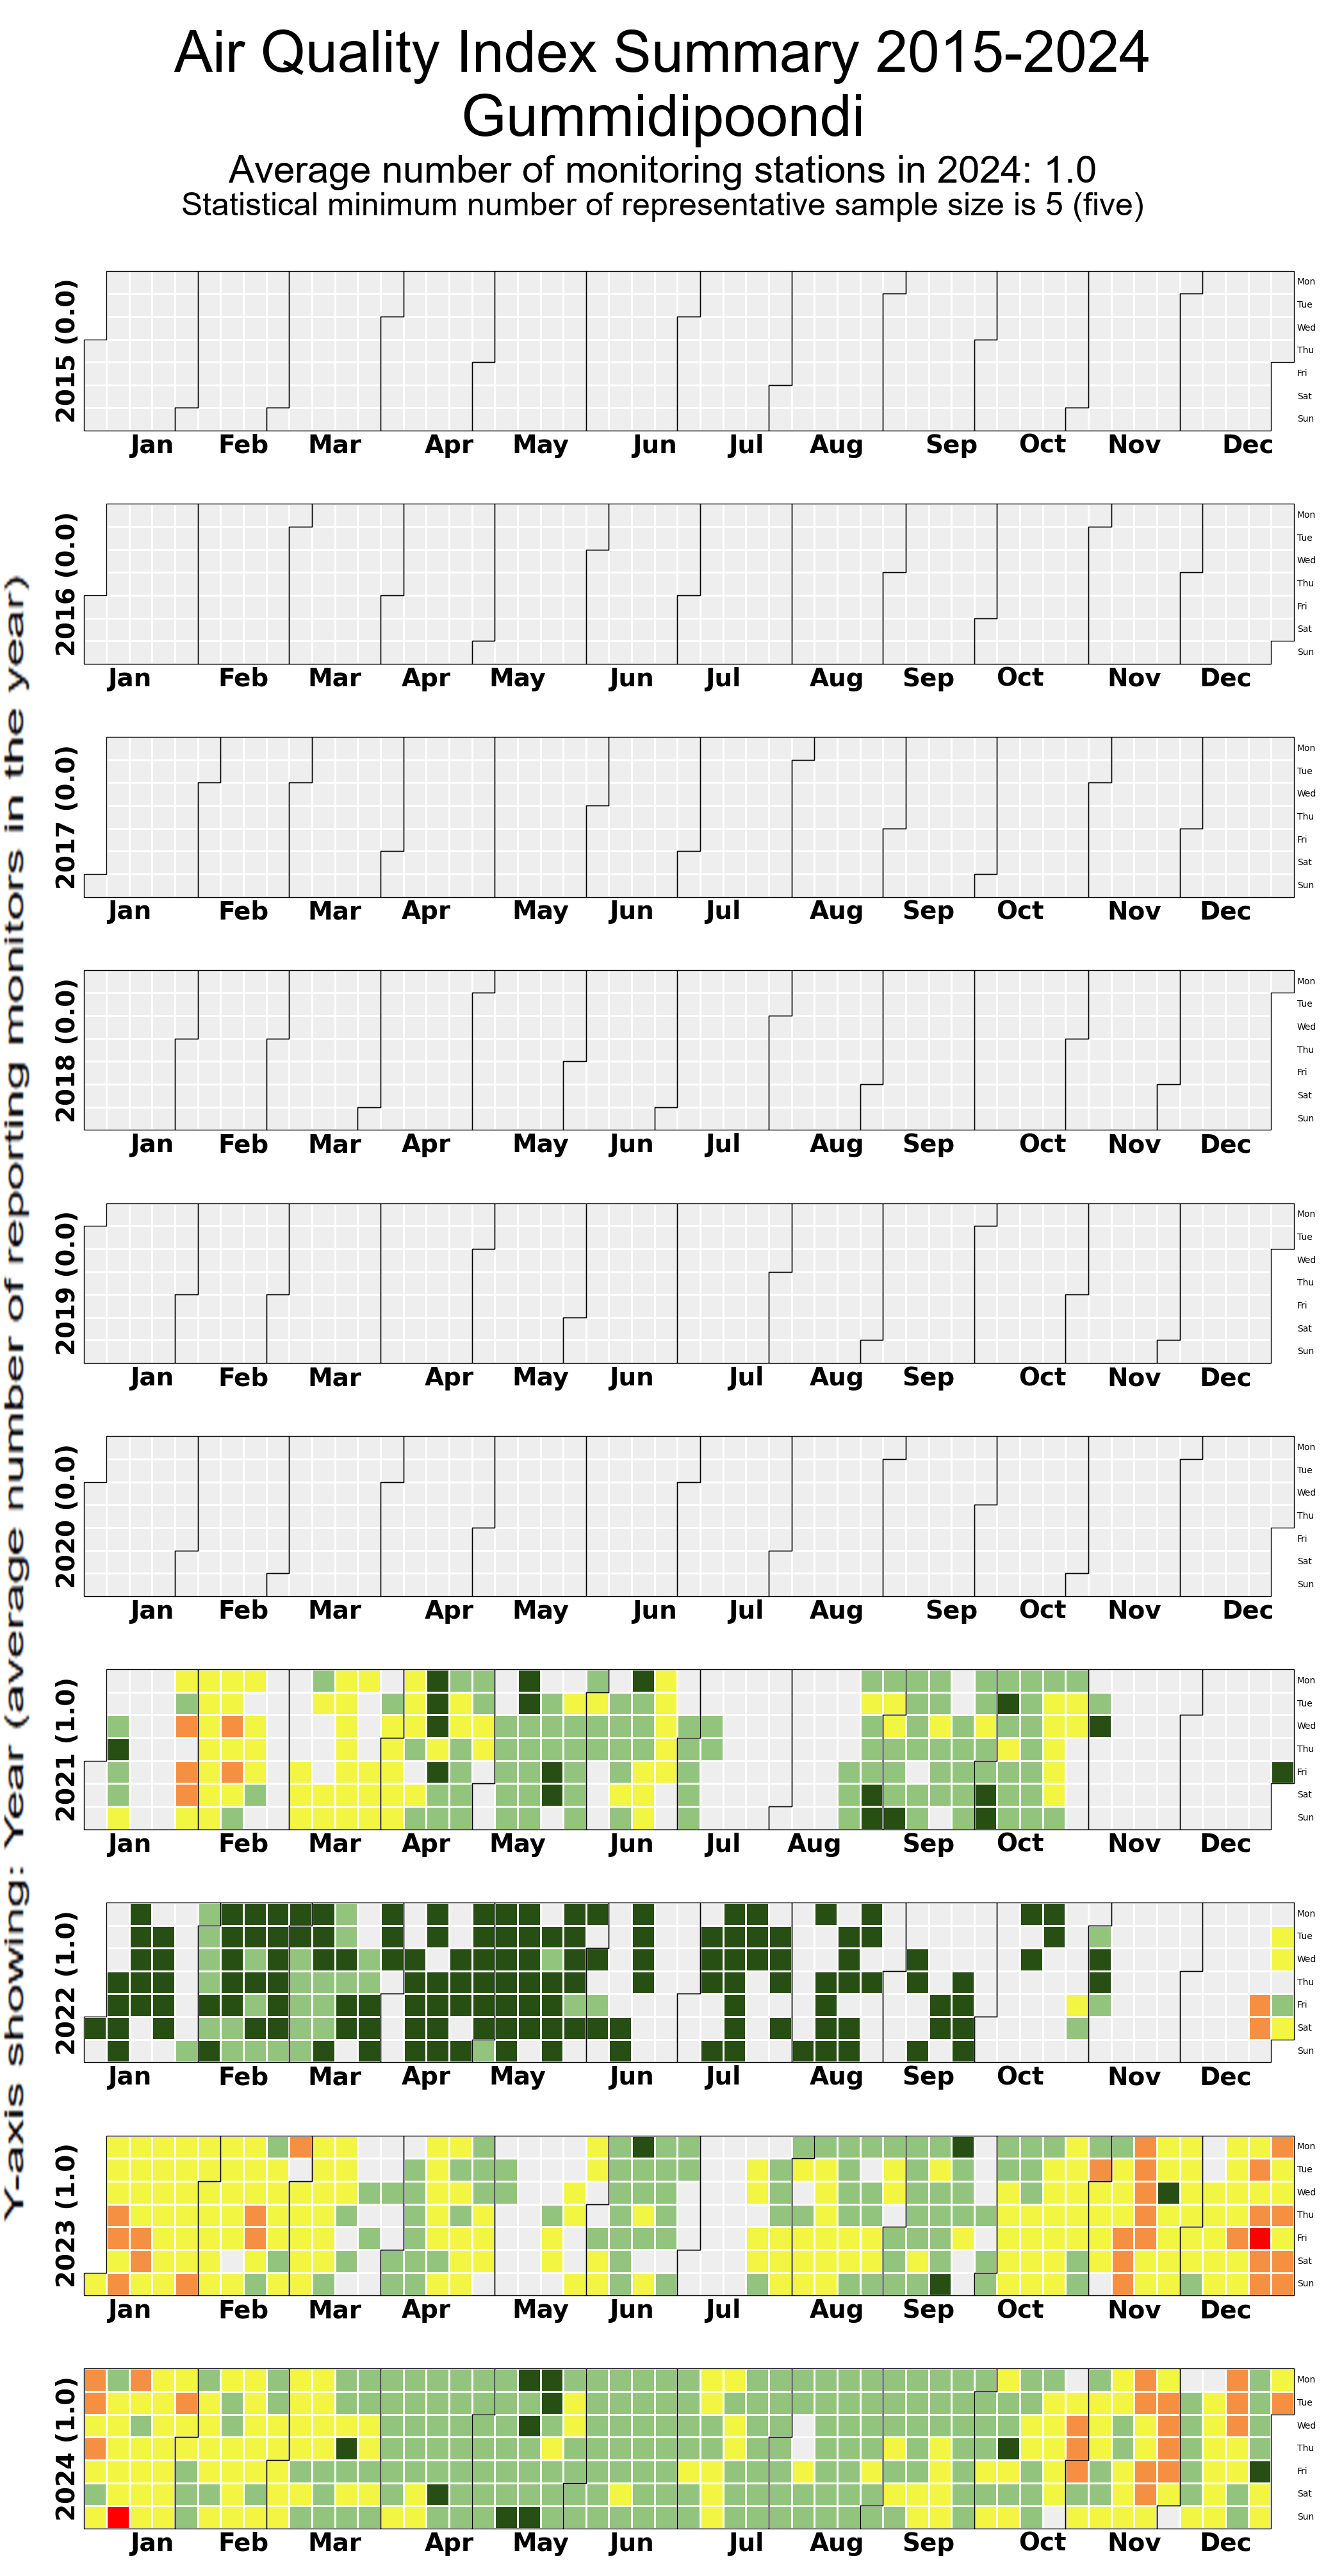 Air Quality Index Summary 2015-2024
Gummidipoondi
Average number of monitoring stations in 2024: 1.0
Statistical minimum number of representative sample size is 5 (five)
Y-axis showing: Year (average number of reporting monitors in the year)
2015 (0.0)
Mon
Tue
Wed
Thu
Fri
Sat
Sun
Jan Feb Mar Apr May Jun Jul Aug Sep Oct Nov Dec
2016 (0.0)
Mon
Tue
Wed
Thu
Fri
Sat
Sun
Jan Feb Mar Apr May Jun Jul Aug Sep Oct Nov Dec
2017 (0.0)
Mon
Tue
Wed
Thu
Fri
Sat
Sun
Jan Feb Mar Apr May Jun Jul Aug Sep Oct Nov Dec
2018 (0.0)
Mon
Tue
Wed
Thu
Fri
Sat
Sun
Jan Feb Mar Apr May Jun Jul Aug Sep Oct Nov Dec
2019 (0.0)
Mon
Tue
Wed
Thu
Fri
Sat
Sun
Jan Feb Mar Apr May Jun Jul Aug Sep Oct Nov Dec
2020 (0.0)
Mon
Tue
Wed
Thu
Fri
Sat
Sun
Jan Feb Mar Apr May Jun Jul Aug Sep Oct Nov Dec
2021 (1.0)
Mon
Tue
Wed
Thu
Fri
Sat
Sun
Jan Feb Mar Apr May Jun Jul Aug Sep Oct Nov Dec
2022 (1.0)
Mon
Tue
Wed
Thu
Fri
Sat
Sun
Jan Feb Mar Apr May Jun Jul Aug Sep Oct Nov Dec
2023 (1.0)
Mon
Tue
Wed
Thu
Fri
Sat
Sun
Jan Feb Mar Apr May Jun Jul Aug Sep Oct Nov Dec
2024 (1.0)
Mon
Tue
Wed
Thu
Fri
Sat
Sun
Jan Feb Mar Apr May Jun Jul Aug Sep Oct Nov Dec